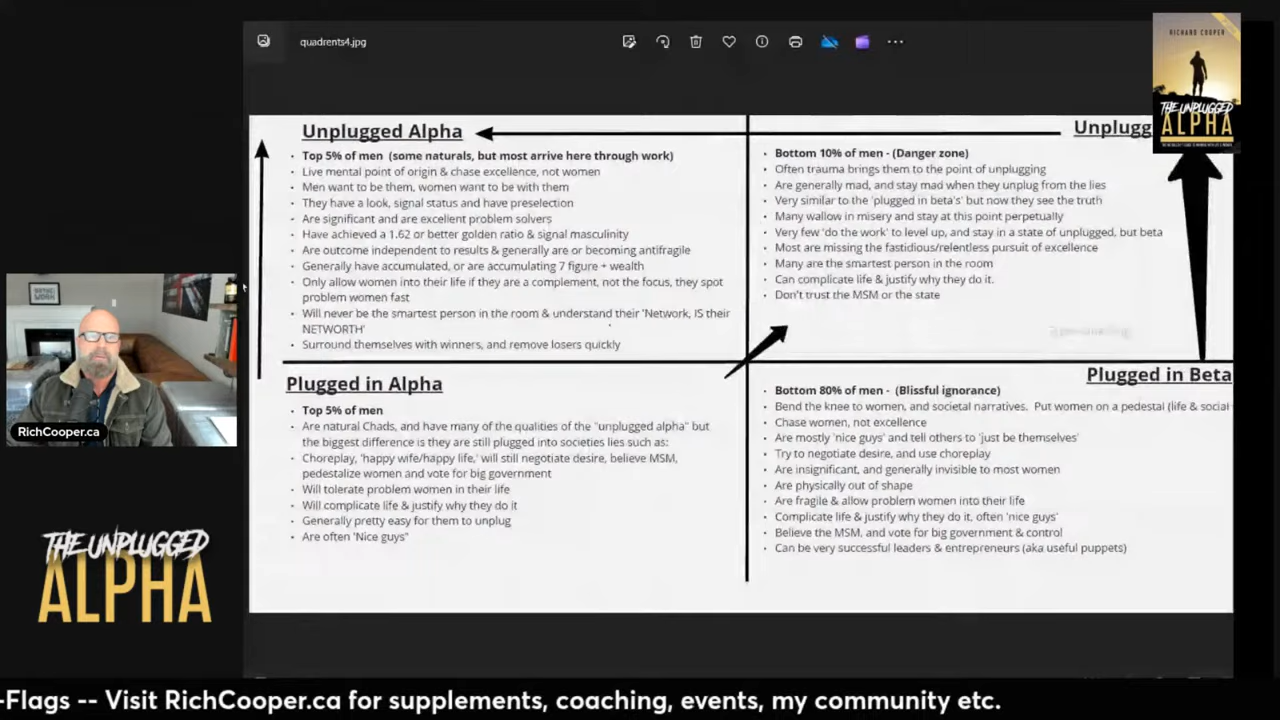 quadrents4.jpg
RICHARD COOPER
THE UNPLUGGED
ALPHA
Unplugged Alpha
Top 5% of men (some naturals, but most arrive here through work)
Live mental point of origin & chase excellence, not women
Men want to be them, women want to be with them
They have a look, signal status and have preselection
Are significant and are excellent problem solvers
Have achieved a 1.62 or better golden ratio & signal masculinity
Are outcome independent to results & generally are or becoming antifragile
Generally have accumulated, or are accumulating 7 figure + wealth
Only allow women into their life if they are a complement, not the focus, they spot
problem women fast
Will never be the smartest person in the room & understand their 'Network, IS their
NETWORTH'
Surround themselves with winners, and remove losers quickly
Unplugg
Bottom 10% of men - (Danger zone)
Often trauma brings them to the point of unplugging
Are generally mad, and stay mad when they unplug from the lies
Very similar to the 'plugged in beta's' but now they see the truth
Many wallow in misery and stay at this point perpetually
Very few 'do the work' to level up, and stay in a state of unplugged, but beta
Most are missing the fastidious/relentless pursuit of excellence
Many are the smartest person in the room
Can complicate life & justify why they do it.
Don't trust the MSM or the state
Plugged in Alpha
Top 5% of men
Are natural Chads, and have many of the qualities of the "unplugged alpha" but
the biggest difference is they are still plugged into societies lies such as:
Choreplay, 'happy wife/happy life,' will still negotiate desire, believe MSM,
pedestalize women and vote for big government
Will tolerate problem women in their life
Will complicate life & justify why they do it
Generally pretty easy for them to unplug
Are often 'Nice guys"
Plugged in Beta
Bottom 80% of men - (Blissful ignorance)
Bend the knee to women, and societal narratives. Put women on a pedestal (life & social
Chase women, not excellence
Are mostly 'nice guys' and tell others to 'just be themselves'
Try to negotiate desire, and use choreplay
Are insignificant, and generally invisible to most women
Are physically out of shape
Are fragile & allow problem women into their life
Complicate life & justify why they do it, often 'nice guys'
Believe the MSM, and vote for big government & control
Can be very successful leaders & entrepreneurs (aka useful puppets)
RichCooper.ca
THE UNPLUGGED
ALPHA
-Flags -- Visit RichCooper.ca for supplements, coaching, events, my community etc.